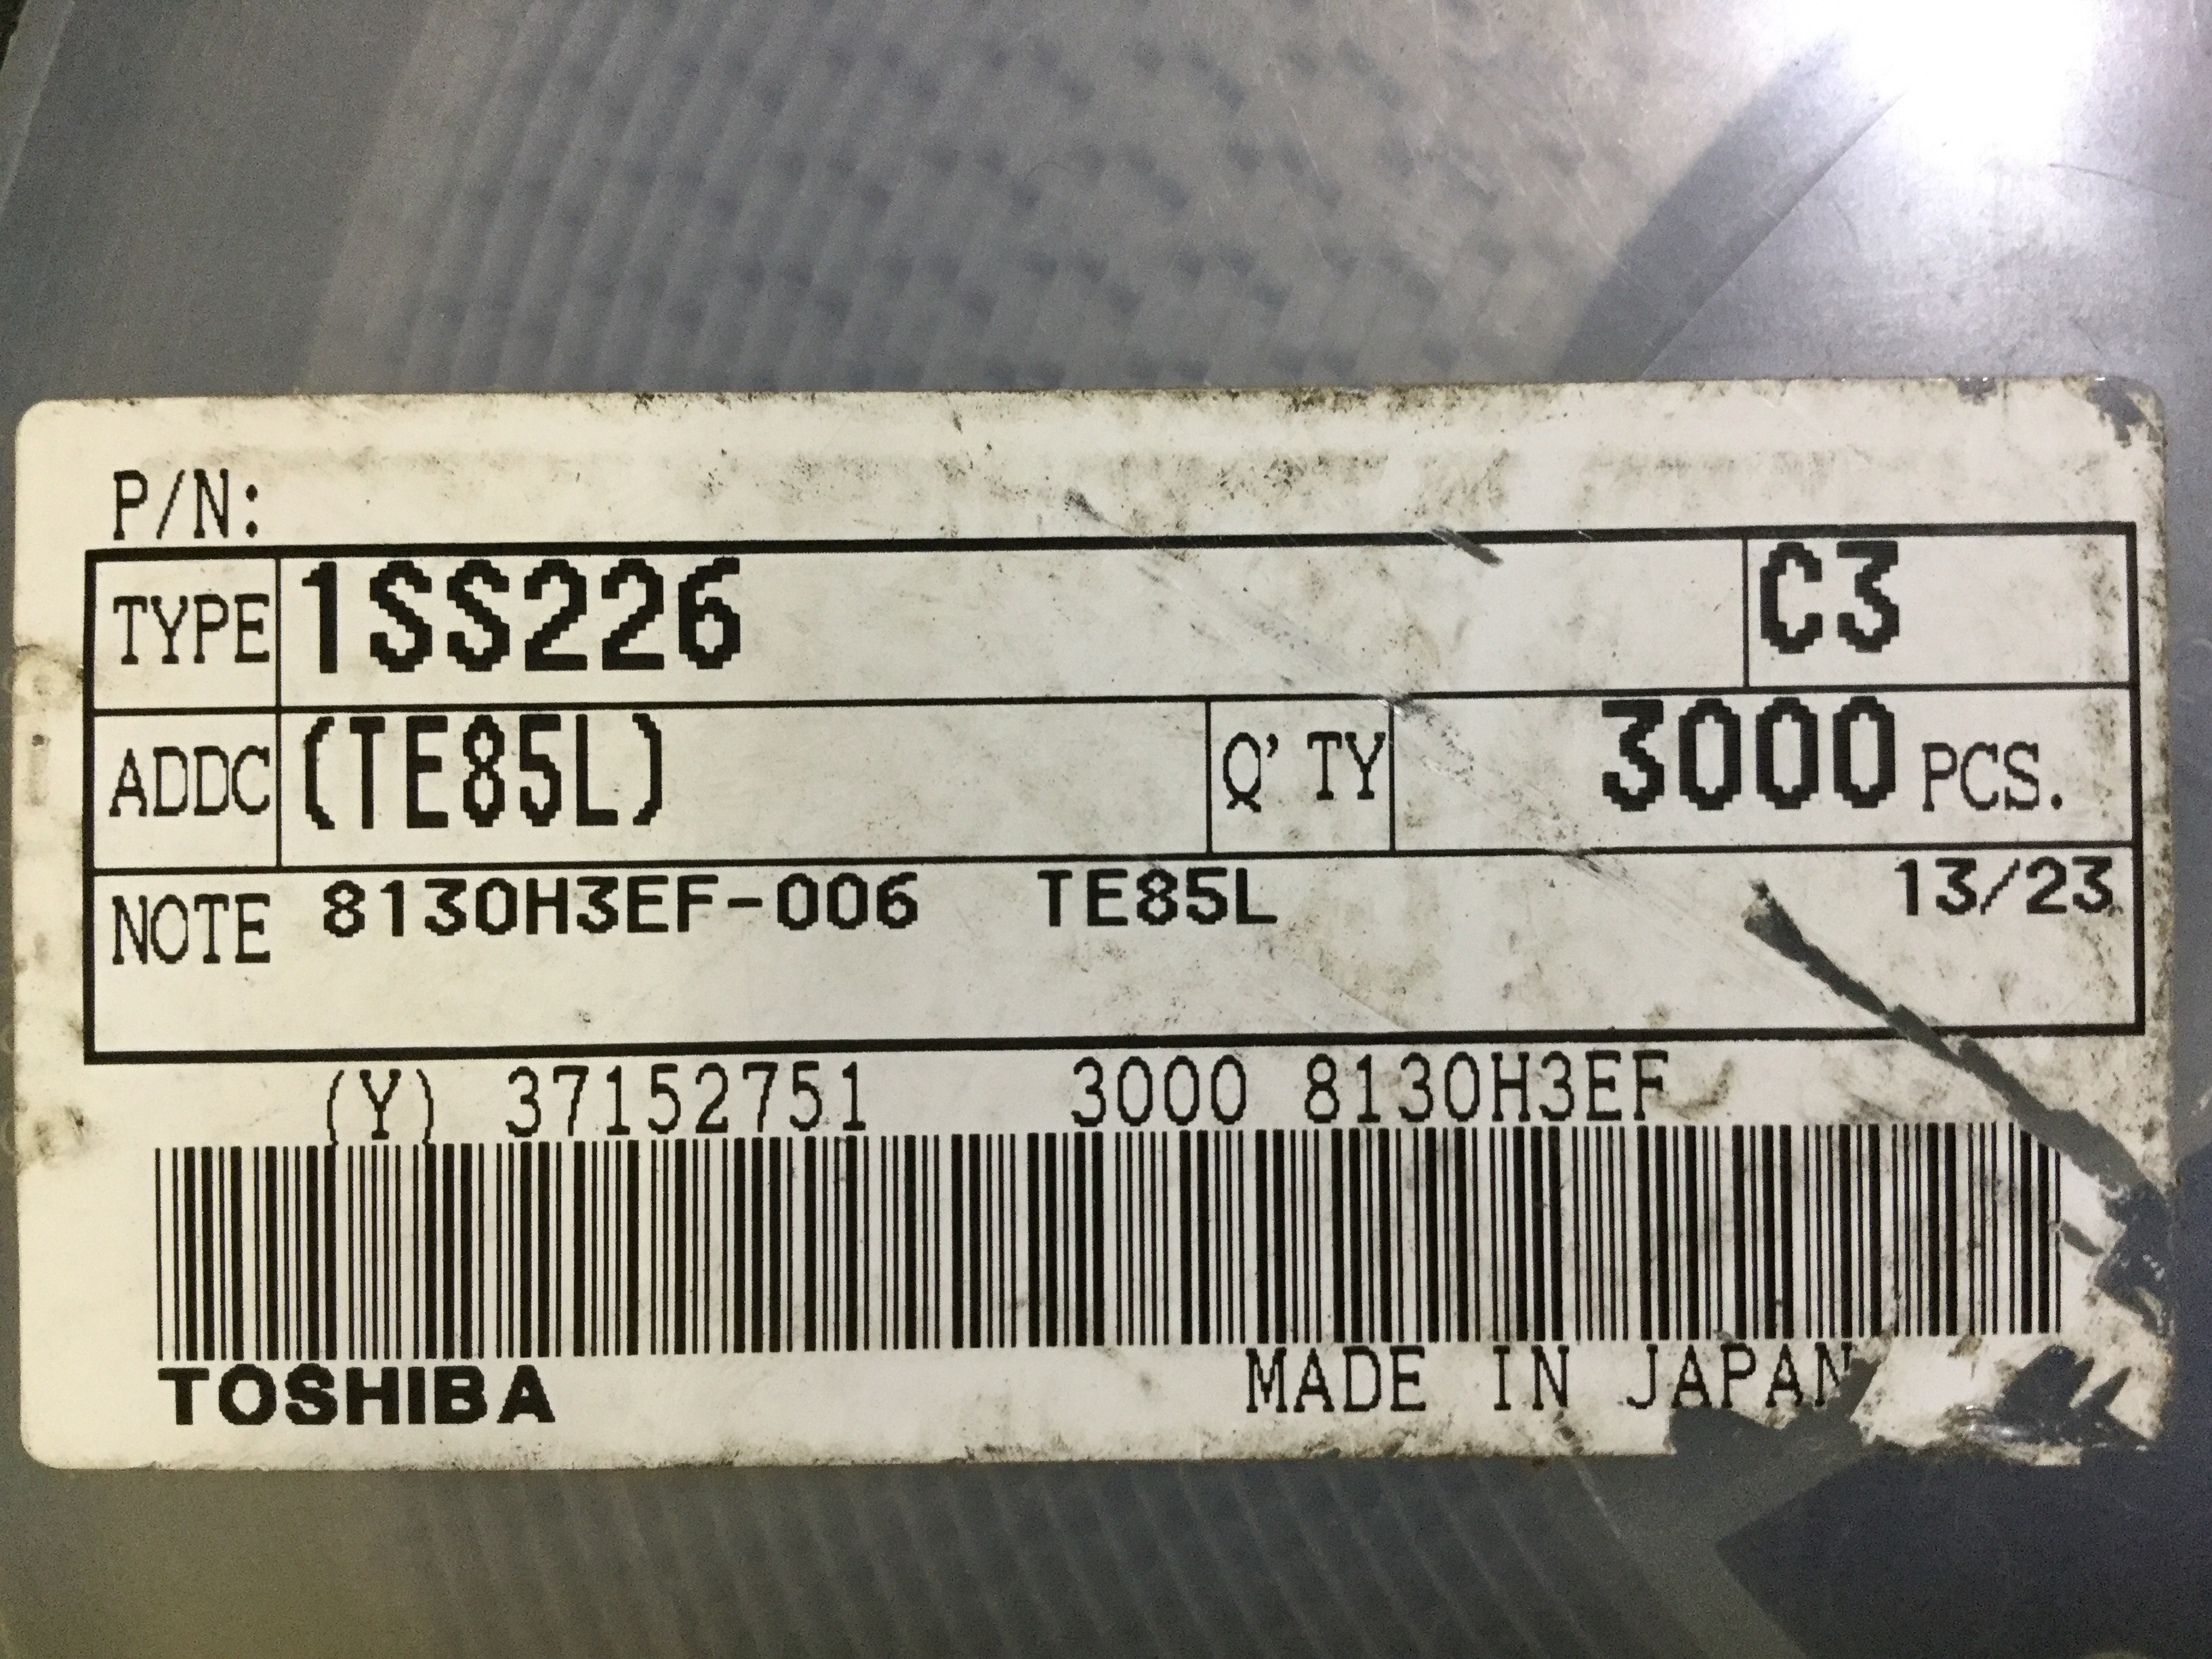 P/N:
TYPE 1SS226 C3
ADDC (TE85L) Q'TY 3000 PCS.
NOTE 8130H3EF-006 TE85L 13/23
(Y) 37152751 3000 8130H3EF
TOSHIBA MADE IN JAPAN